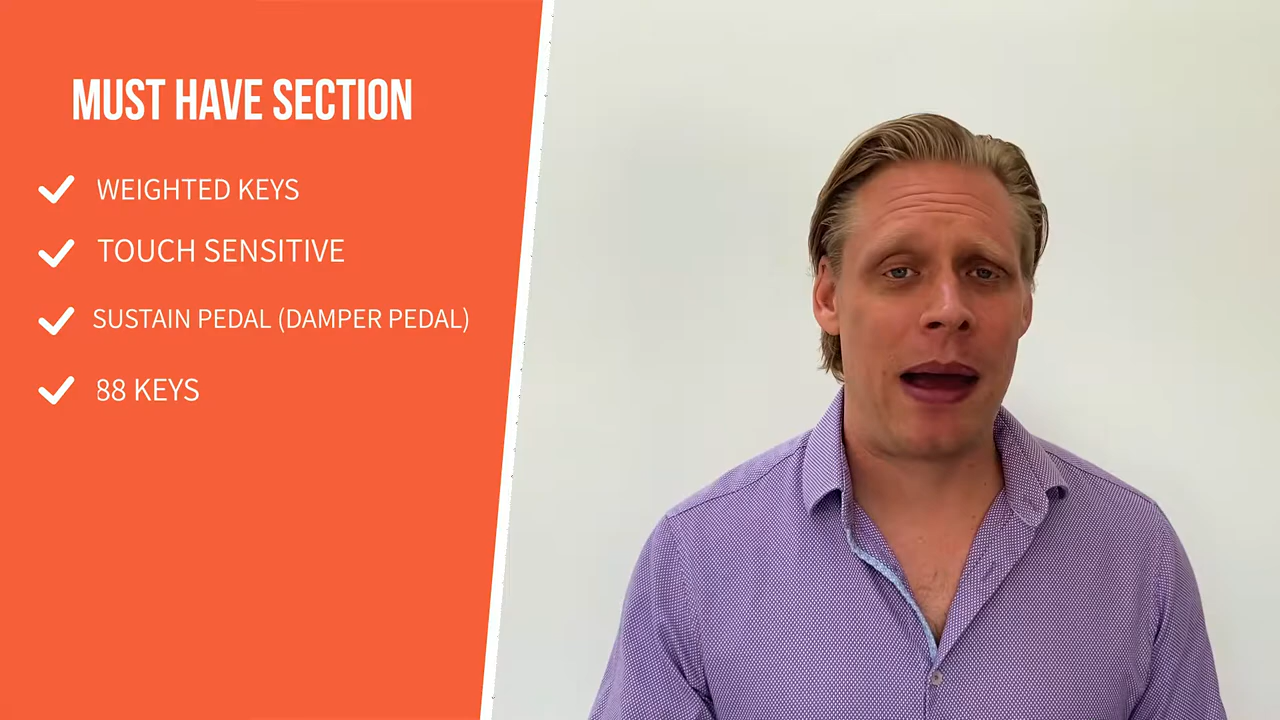 MUST HAVE SECTION
WEIGHTED KEYS
TOUCH SENSITIVE
SUSTAIN PEDAL (DAMPER PEDAL)
88 KEYS